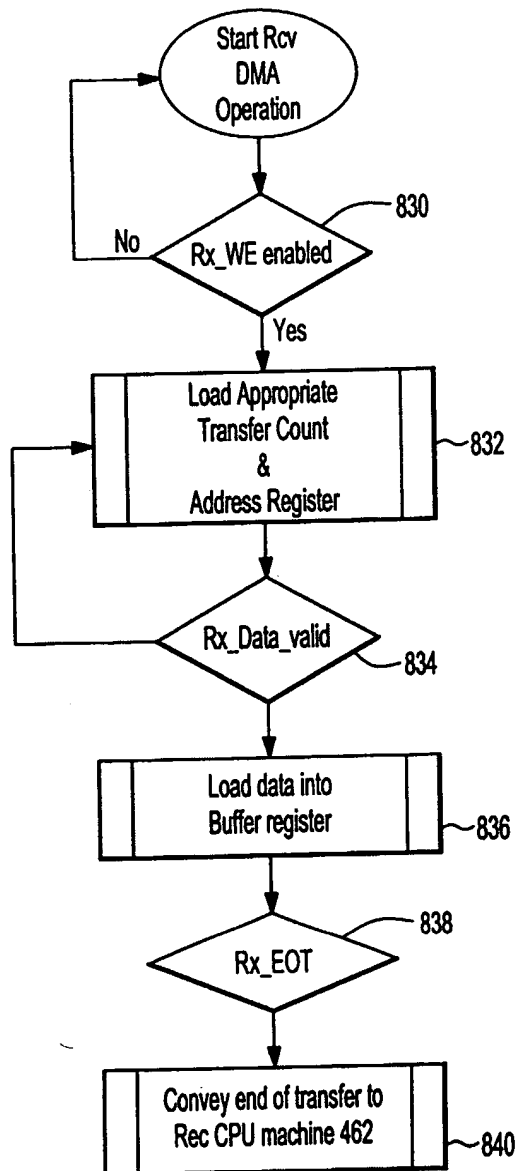 Start Rcv
DMA
Operation
830
No
Rx_WE enabled
Yes
Load Appropriate
Transfer Count
&
Address Register
832
Rx_Data_valid
834
Load data into
Buffer register
836
838
Rx_EOT
Convey end of transfer to
Rec CPU machine 462
840